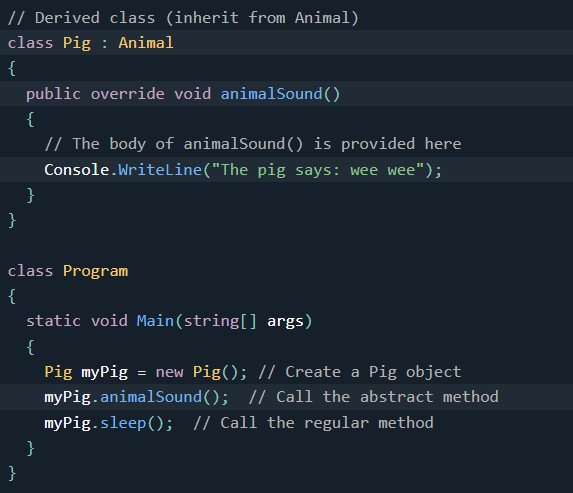 // Derived class (inherit from Animal)
class Pig : Animal
{
  public override void animalSound()
  {
    // The body of animalSound() is provided here
    Console.WriteLine("The pig says: wee wee");
  }
}

class Program
{
  static void Main(string[] args)
  {
    Pig myPig = new Pig(); // Create a Pig object
    myPig.animalSound();  // Call the abstract method
    myPig.sleep();  // Call the regular method
  }
}